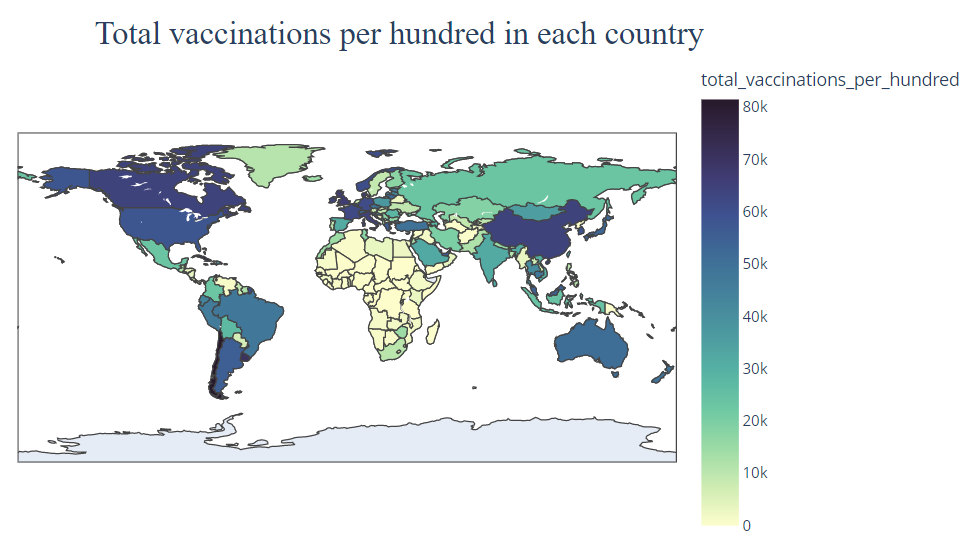 Total vaccinations per hundred in each country
total_vaccinations_per_hundred
80k
70k
60k
50k
40k
30k
20k
10k
0